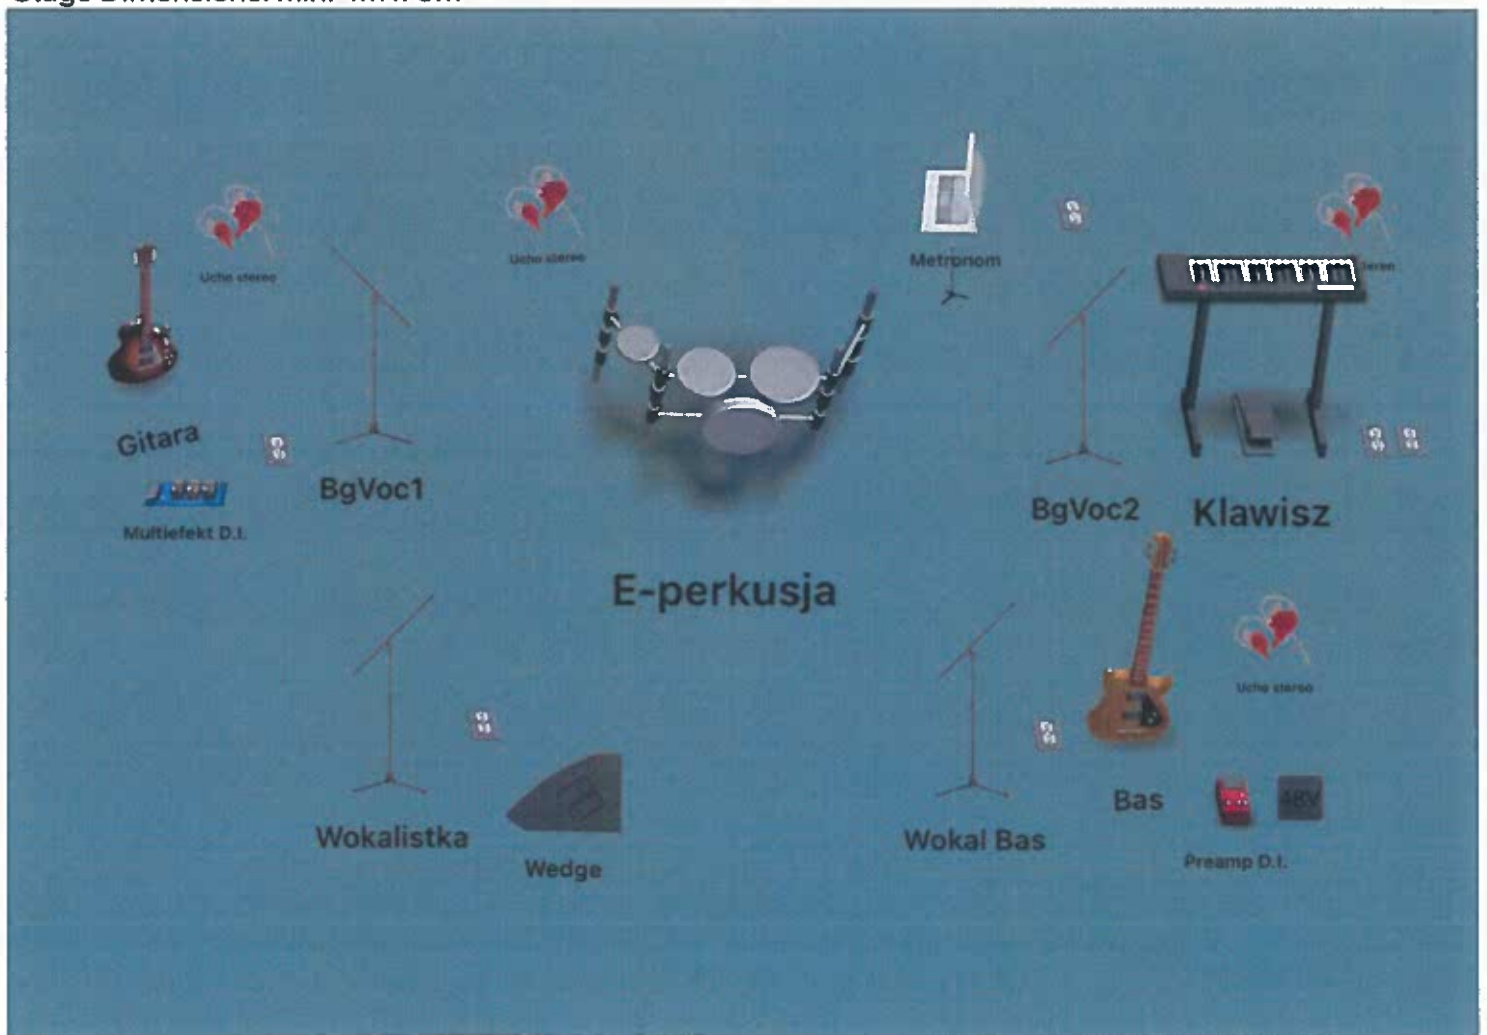 Ucho stereo
Ucho stereo
Metronom
Gitara
BgVoc1
BgVoc2
Klawisz
Multiefekt D.I.
E-perkusja
Ucho stereo
48V
Bas
Wokalistka
Wokal Bas
Wedge
Preamp D.I.